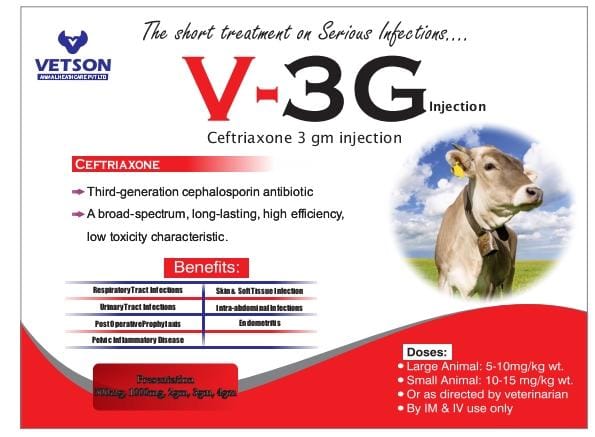 The short treatment on Serious Infections....
VETSON
ANIMAL HEATHCARE PVT LTD
V-3G Injection
Ceftriaxone 3 gm injection
CEFTRIAXONE
Third-generation cephalosporin antibiotic
A broad-spectrum, long-lasting, high efficiency,
low toxicity characteristic.
Benefits:
Respiratory Tract Infections
Skin & Soft Tissue Infection
Urinary Tract Infections
Intra-abdominal Infections
Post Operative Prophylaxis
Endometritis
Pelvic Inflammatory Disease
Presentation
1000mg, 2gm, 3gm, 4gm
Doses:
• Large Animal: 5-10mg/kg wt.
• Small Animal: 10-15 mg/kg wt.
• Or as directed by veterinarian
• By IM & IV use only